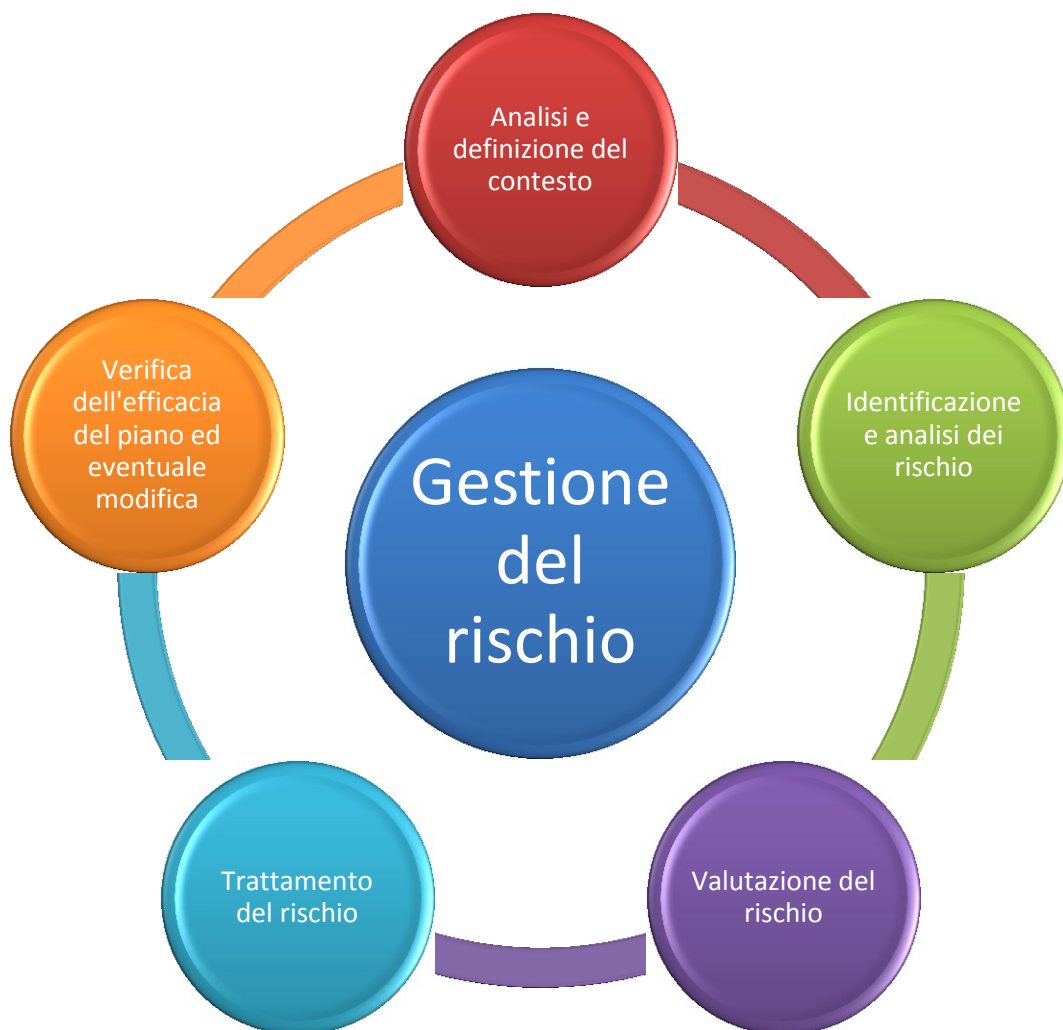 Analisi e
definizione del
contesto
Identificazione
e analisi dei
rischio
Valutazione del
rischio
Trattamento
del rischio
Verifica
dell'efficacia
del piano ed
eventuale
modifica
Gestione
del
rischio